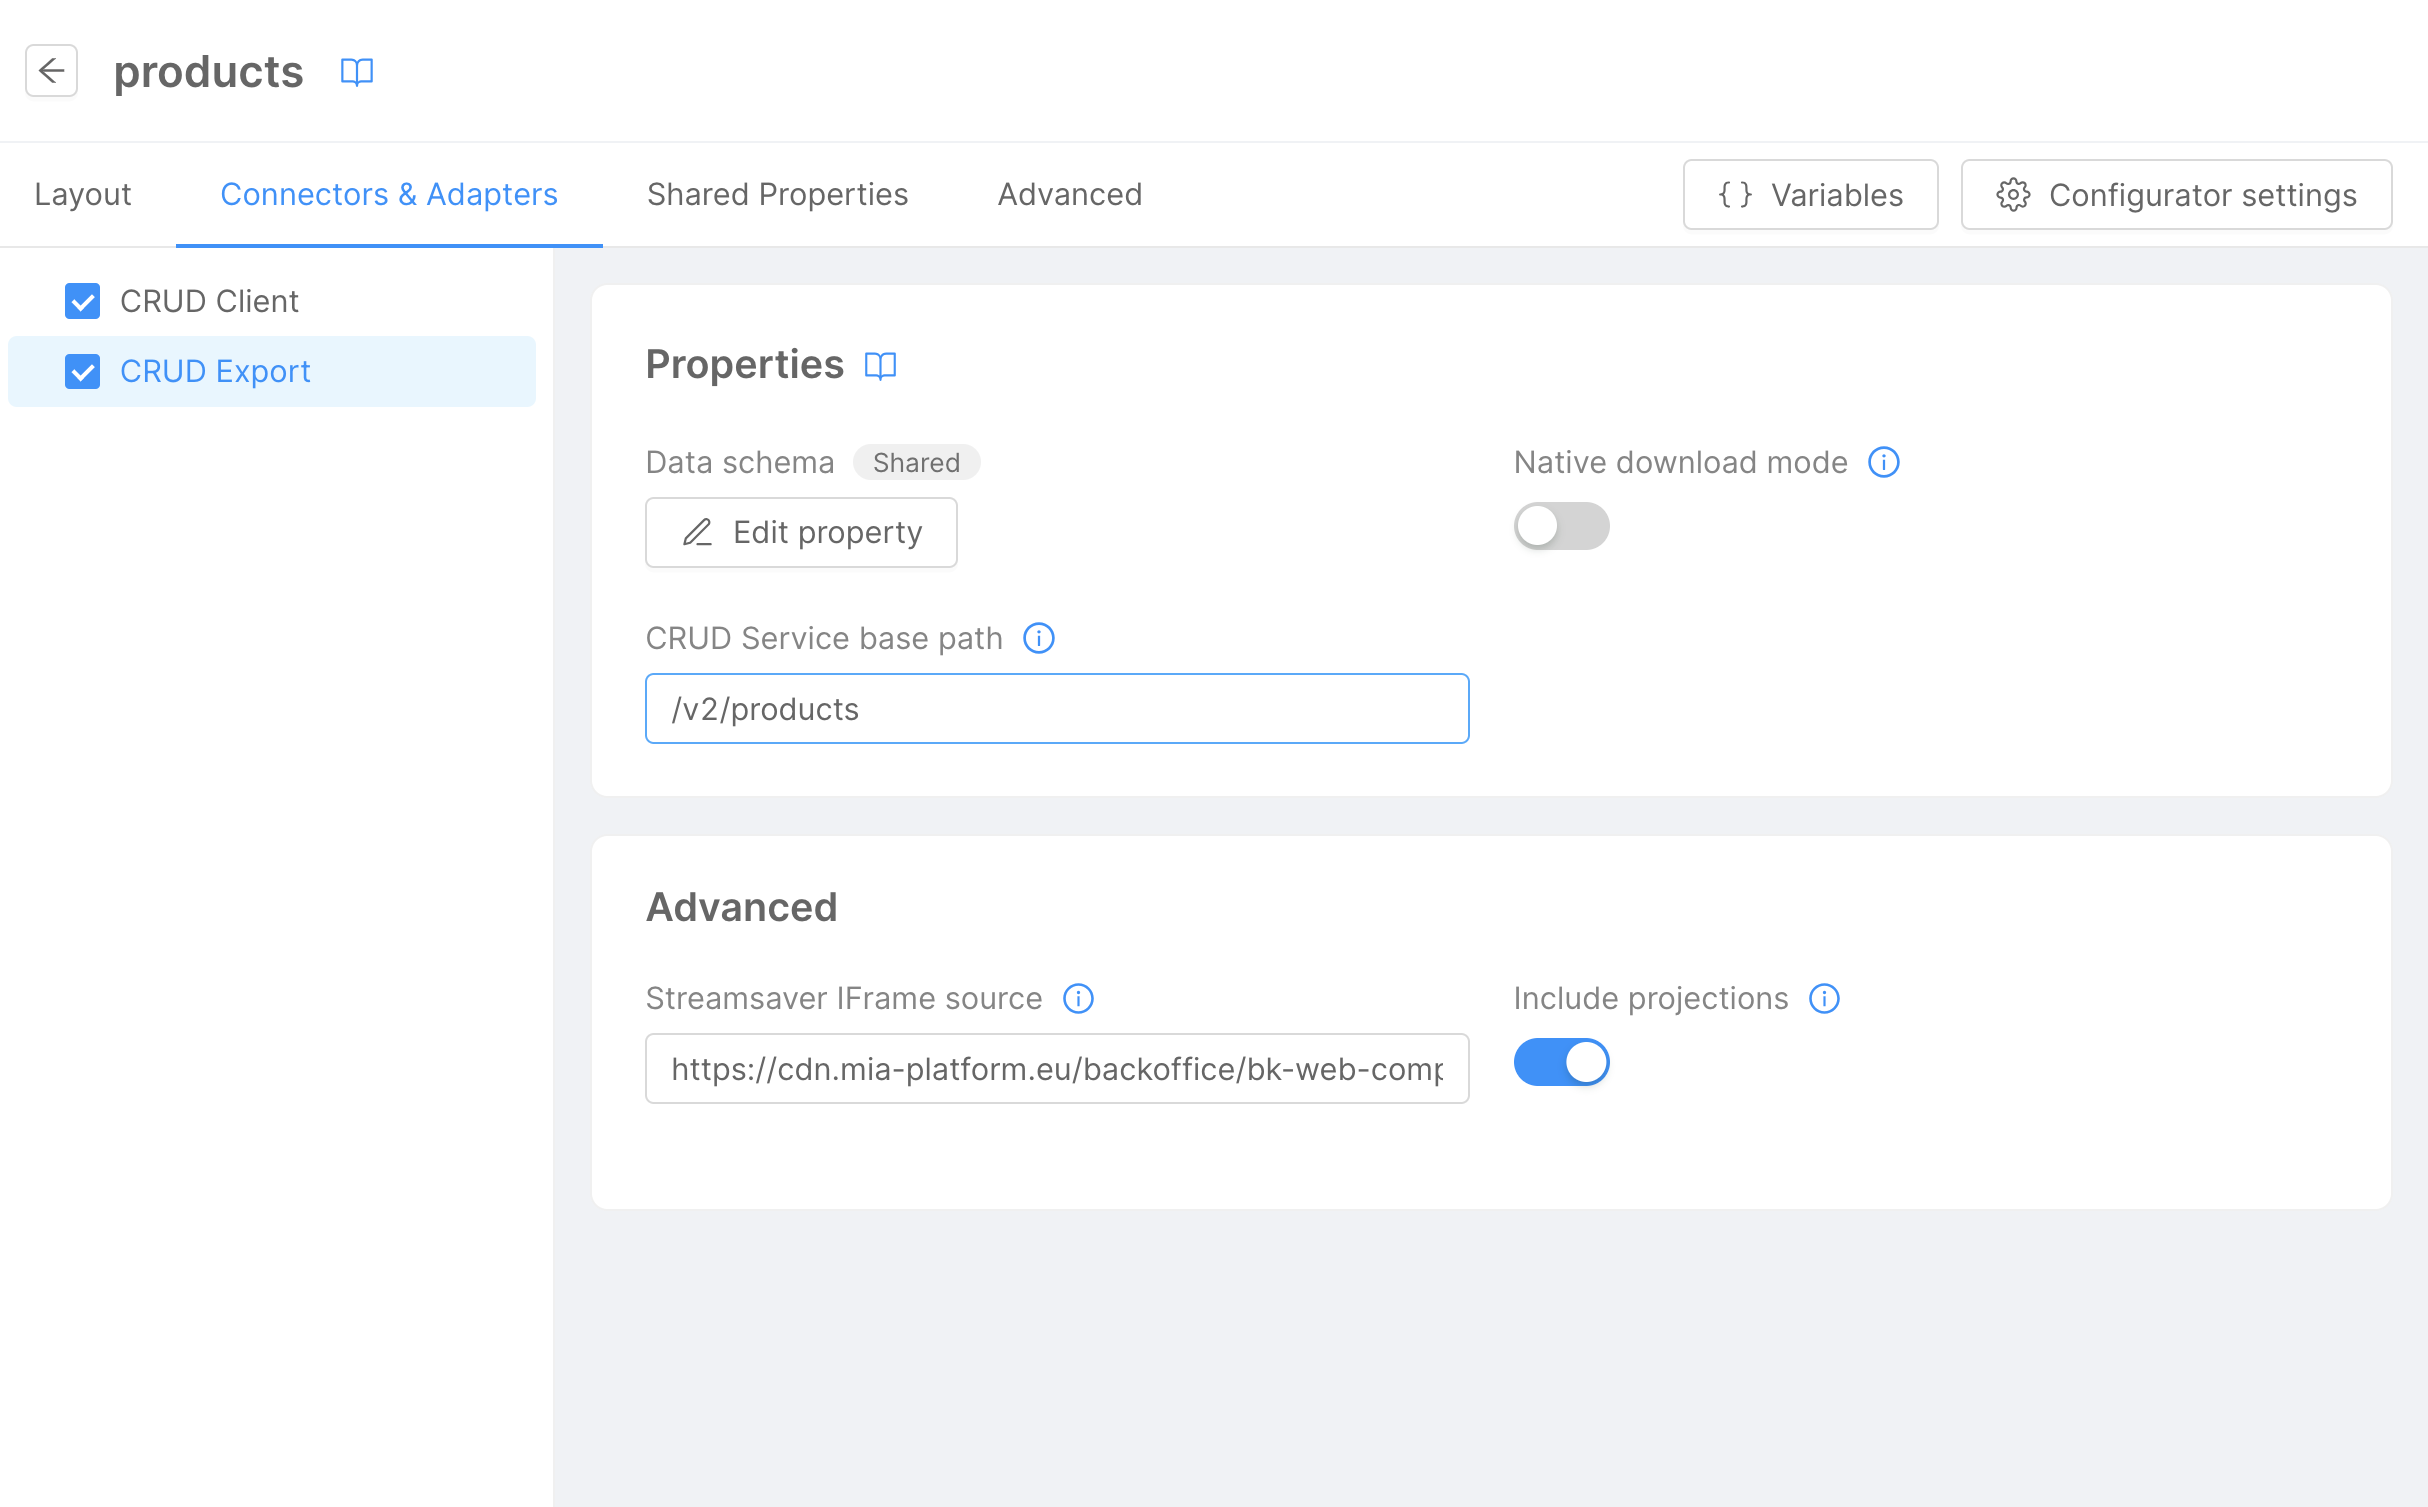 products
Layout
Connectors & Adapters
Shared Properties
Advanced
{ } Variables
Configurator settings
CRUD Client
CRUD Export
Properties
Data schema Shared
Edit property
Native download mode
CRUD Service base path
/v2/products
Advanced
Streamsaver IFrame source
https://cdn.mia-platform.eu/backoffice/bk-web-comp
Include projections